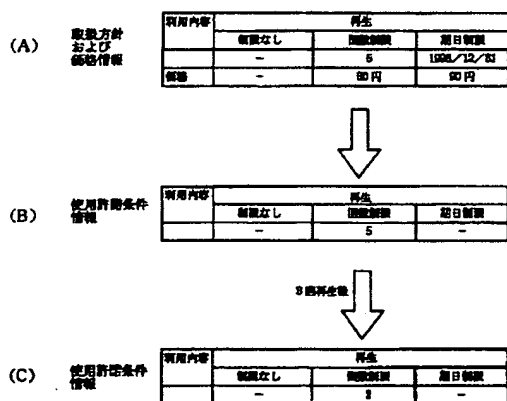 (A)
取扱方針
および
価格情報
利用内容 再生
制限なし 回数制限 期日制限
－ 5 1998/12/31
価格 － 80円 90円
(B)
使用許諾条件
情報
利用内容 再生
制限なし 回数制限 期日制限
－ 5 －
3回再生後
(C)
使用許諾条件
情報
利用内容 再生
制限なし 回数制限 期日制限
－ 2 －